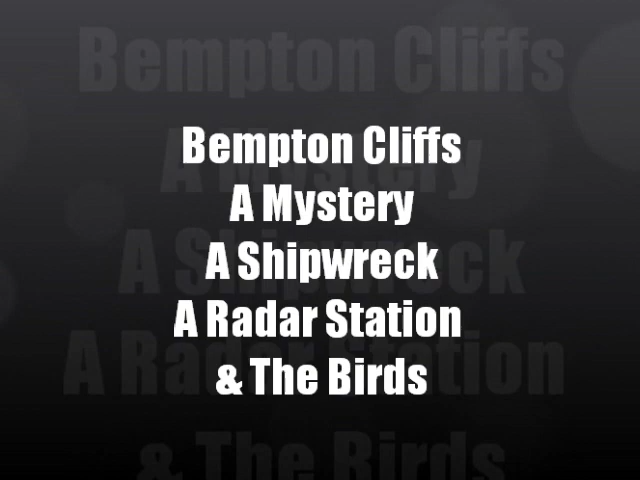 Bempton Cliffs
A Mystery
A Shipwreck
A Radar Station
& The Birds